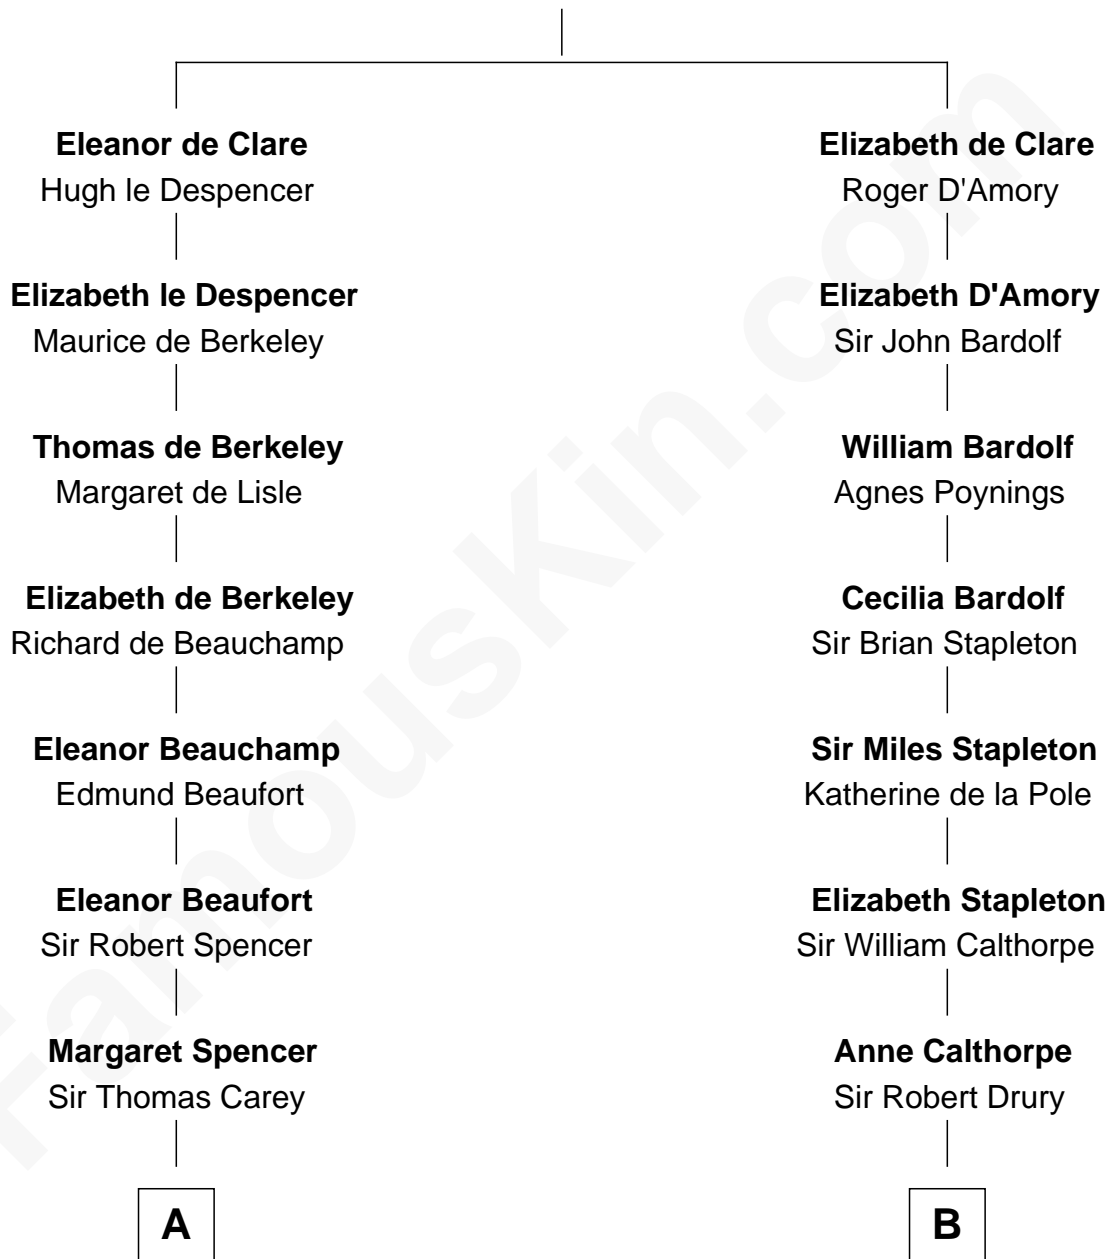 Eleanor de Clare
Hugh le Despencer
Elizabeth le Despencer
Maurice de Berkeley
Thomas de Berkeley
Margaret de Lisle
Elizabeth de Berkeley
Richard de Beauchamp
Eleanor Beauchamp
Edmund Beaufort
Eleanor Beaufort
Sir Robert Spencer
Margaret Spencer
Sir Thomas Carey
A
Elizabeth de Clare
Roger D'Amory
Elizabeth D'Amory
Sir John Bardolf
William Bardolf
Agnes Poynings
Cecilia Bardolf
Sir Brian Stapleton
Sir Miles Stapleton
Katherine de la Pole
Elizabeth Stapleton
Sir William Calthorpe
Anne Calthorpe
Sir Robert Drury
B
FamousKin.com